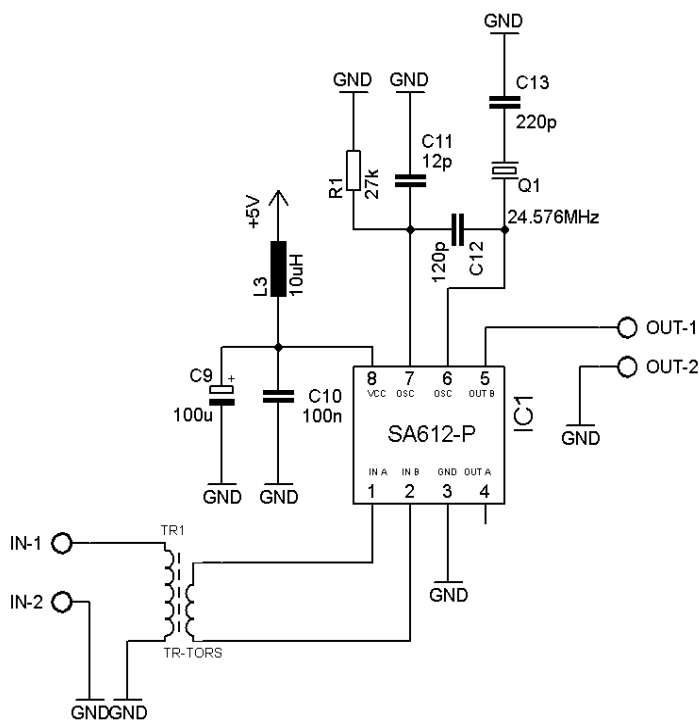 GND
C13
220p
GND
GND
C11
12p
R1
27k
Q1
24.576MHz
120p
C12
+5V
L3
10uH
OUT-1
OUT-2
GND
C9
+
100u
C10
100n
8 7 6 5
VCC OSC OSC OUT B
SA612-P
IC1
IN A IN B GND OUT A
1 2 3 4
GND
GND
GND
TR1
IN-1
IN-2
TR-TORS
GND
GND